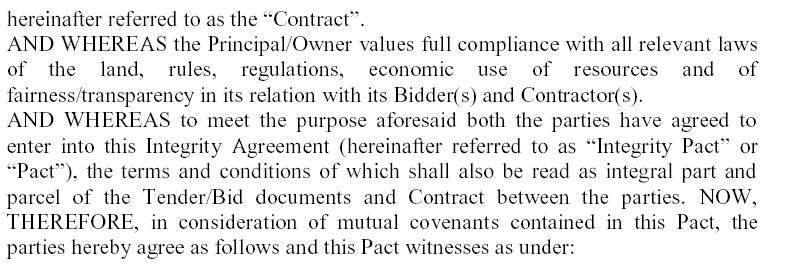 hereinafter referred to as the “Contract”.
AND WHEREAS the Principal/Owner values full compliance with all relevant laws
of the land, rules, regulations, economic use of resources and of
fairness/transparency in its relation with its Bidder(s) and Contractor(s).
AND WHEREAS to meet the purpose aforesaid both the parties have agreed to
enter into this Integrity Agreement (hereinafter referred to as “Integrity Pact” or
“Pact”), the terms and conditions of which shall also be read as integral part and
parcel of the Tender/Bid documents and Contract between the parties. NOW,
THEREFORE, in consideration of mutual covenants contained in this Pact, the
parties hereby agree as follows and this Pact witnesses as under: